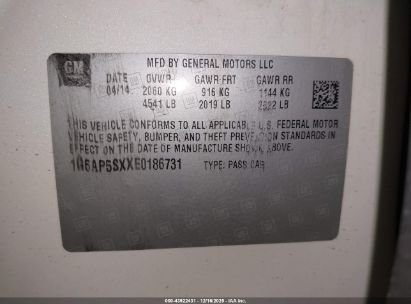 GM
MFD BY GENERAL MOTORS LLC
DATE GVWR GAWR FRT GAWR RR
04/14 2060 KG 916 KG 1144 KG
4541 LB 2019 LB 2522 LB
THIS VEHICLE CONFORMS TO ALL APPLICABLE U.S. FEDERAL MOTOR
VEHICLE SAFETY, BUMPER, AND THEFT PREVENTION STANDARDS IN
EFFECT ON THE DATE OF MANUFACTURE SHOWN ABOVE.
1G6AP5SXXE0186731 TYPE: PASS CAR